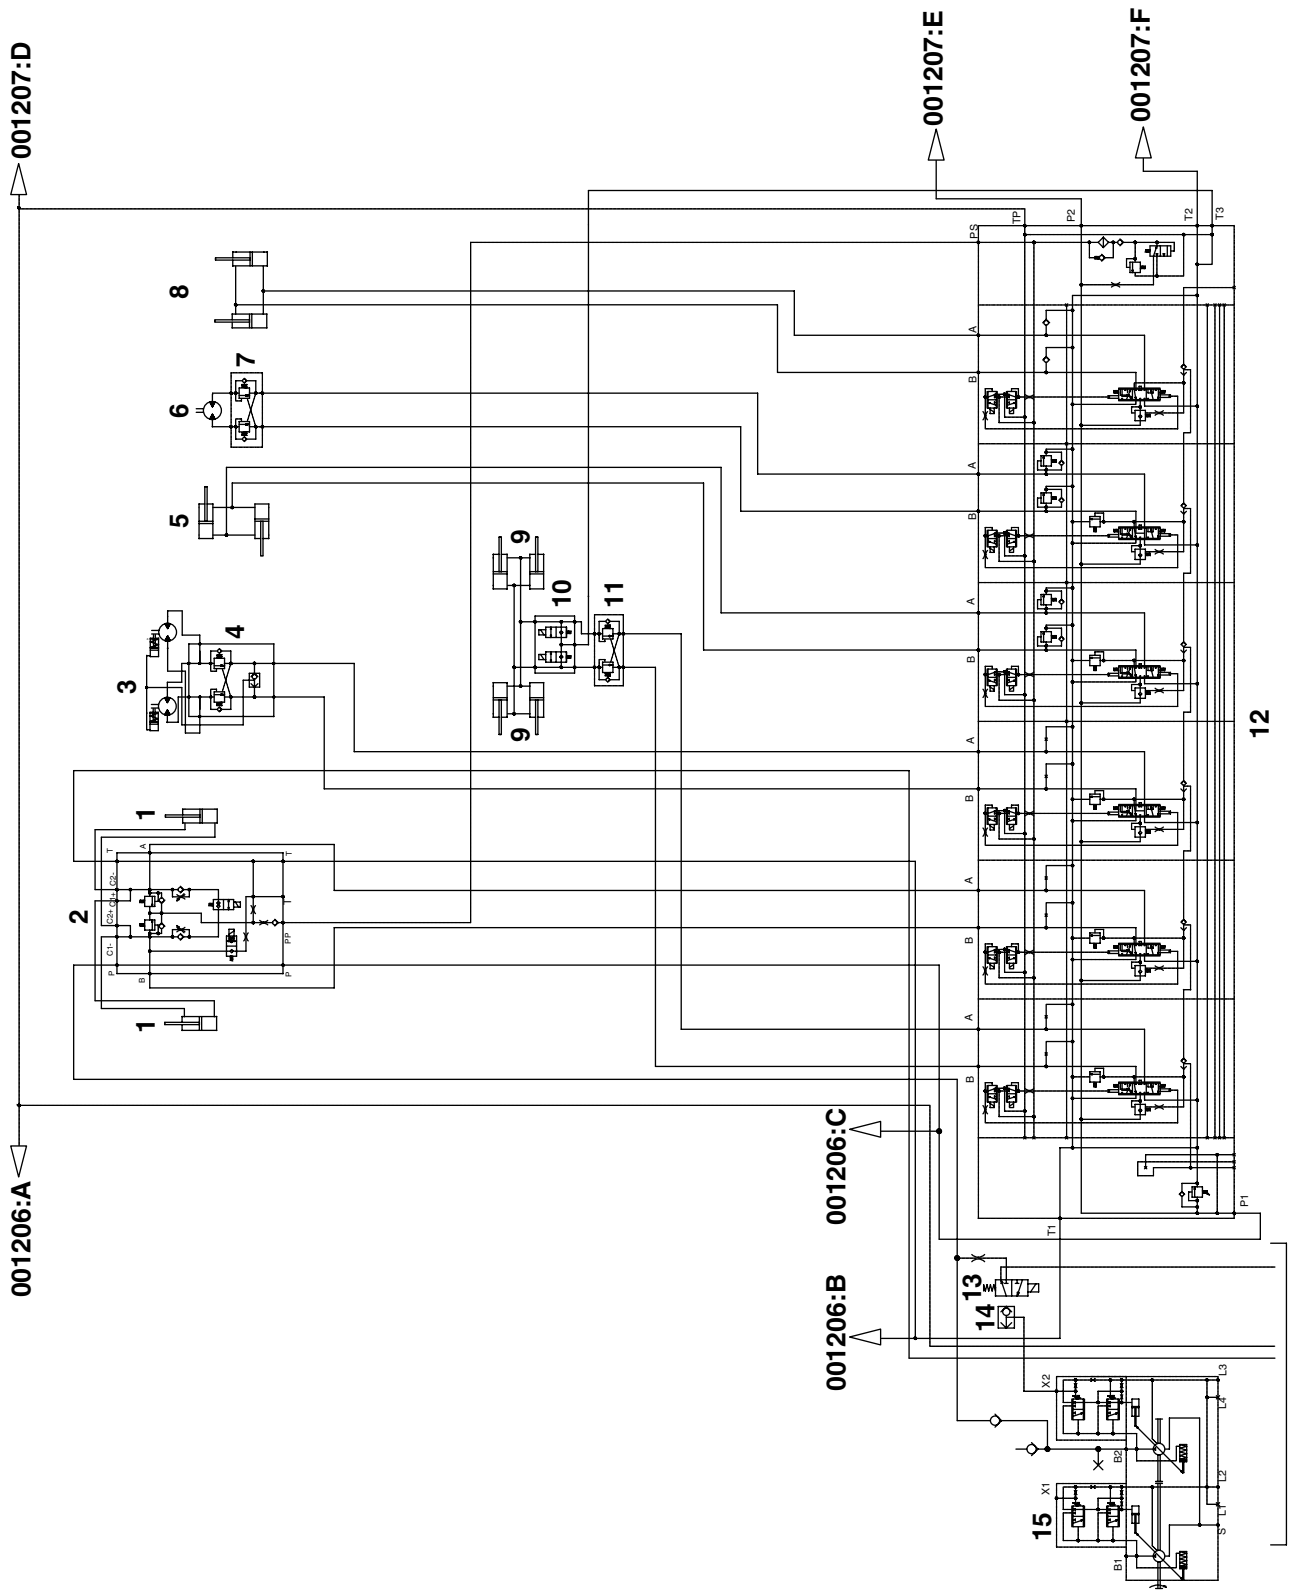 001206:A
001207:D
2
P
C1-
C2+
C1+
C2-
T
3
B
A
1
1
5
6
8
4
7
P
PP
T
T
9
9
10
11
001206:B
001206:C
001207:E
B
A
B
A
B
A
B
A
B
A
B
A
PS
13
14
TP
15
X1
X2
T1
P2
B1
B2
001207:F
T2
T3
S
L1
L2
L4
L3
P1
12